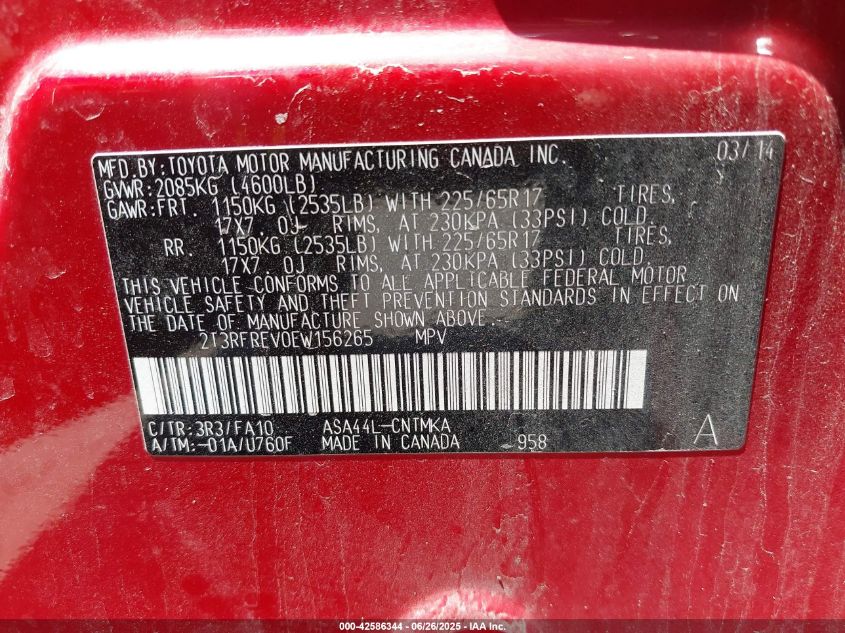 MFD.BY:TOYOTA MOTOR MANUFACTURING CANADA INC. 03/14
GVWR:2085KG (4600LB)
GAWR:FRT. 1150KG (2535LB) WITH 225/65R17 TIRES,
17X7.0J RIMS, AT 230KPA (33PSI) COLD.
RR. 1150KG (2535LB) WITH 225/65R17 TIRES,
17X7.0J RIMS, AT 230KPA (33PSI) COLD.
THIS VEHICLE CONFORMS TO ALL APPLICABLE FEDERAL MOTOR
VEHICLE SAFETY AND THEFT PREVENTION STANDARDS IN EFFECT ON
THE DATE OF MANUFACTURE SHOWN ABOVE.
2T3RFREV0EW156265 MPV
C/TR:3R3/FA10 ASA44L-CNTMKA
A/TM:-01A/U760F MADE IN CANADA 958 A
000-42586344 - 06/26/2025 - IAA Inc.